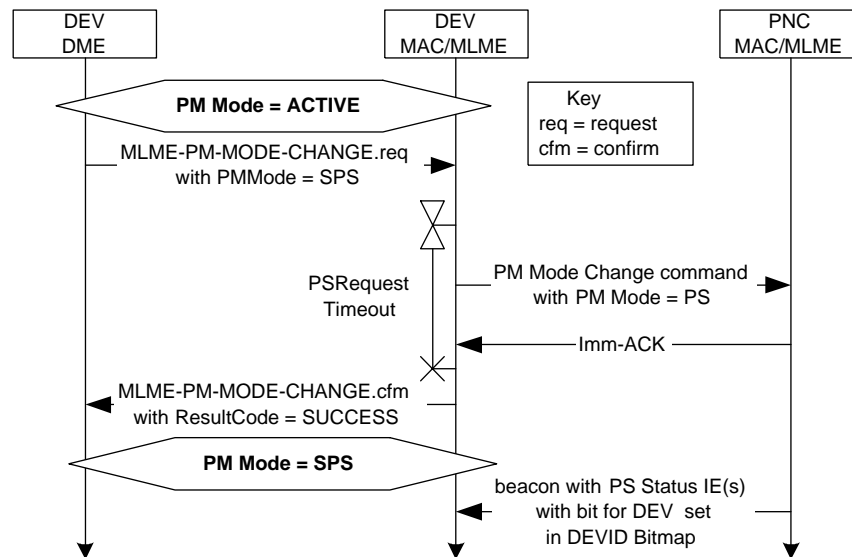 DEV
DME
DEV
MAC/MLME
PNC
MAC/MLME
PM Mode = ACTIVE
Key
req = request
cfm = confirm
MLME-PM-MODE-CHANGE.req
with PMMode = SPS
PSRequest
Timeout
PM Mode Change command
with PM Mode = PS
Imm-ACK
MLME-PM-MODE-CHANGE.cfm
with ResultCode = SUCCESS
PM Mode = SPS
beacon with PS Status IE(s)
with bit for DEV set
in DEVID Bitmap